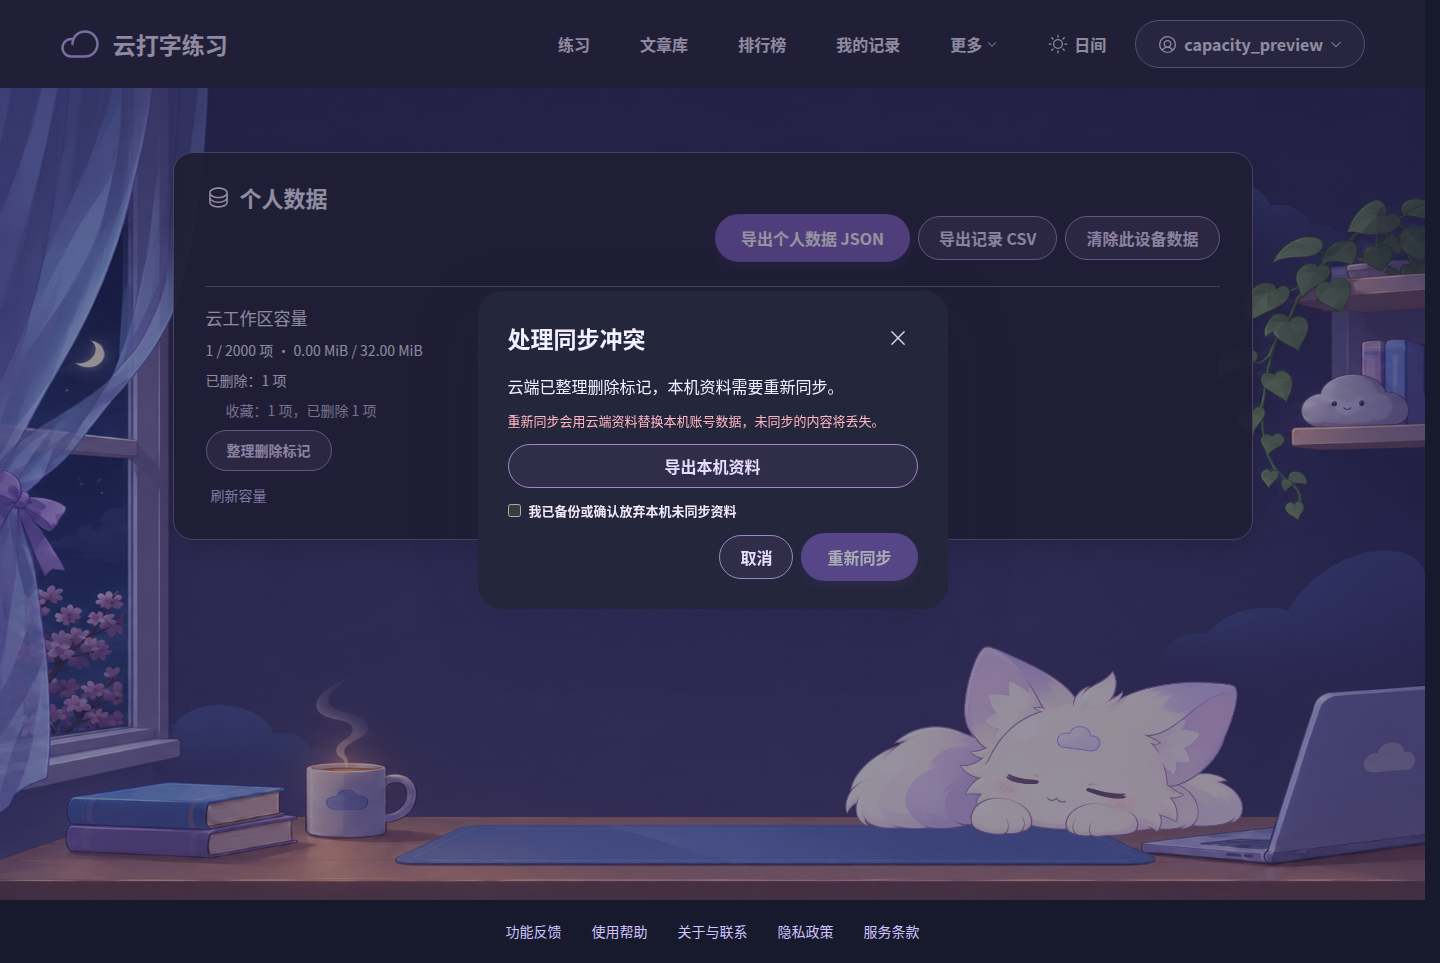 云打字练习
练习
文章库
排行榜
我的记录
更多
日间
capacity_preview
个人数据
导出个人数据 JSON
导出记录 CSV
清除此设备数据
云工作区容量
1 / 2000 项 · 0.00 MiB / 32.00 MiB
已删除：1 项
收藏：1 项，已删除 1 项
整理删除标记
刷新容量
处理同步冲突
云端已整理删除标记，本机资料需要重新同步。
重新同步会用云端资料替换本机账号数据，未同步的内容将丢失。
导出本机资料
我已备份或确认放弃本机未同步资料
取消
重新同步
功能反馈
使用帮助
关于与联系
隐私政策
服务条款